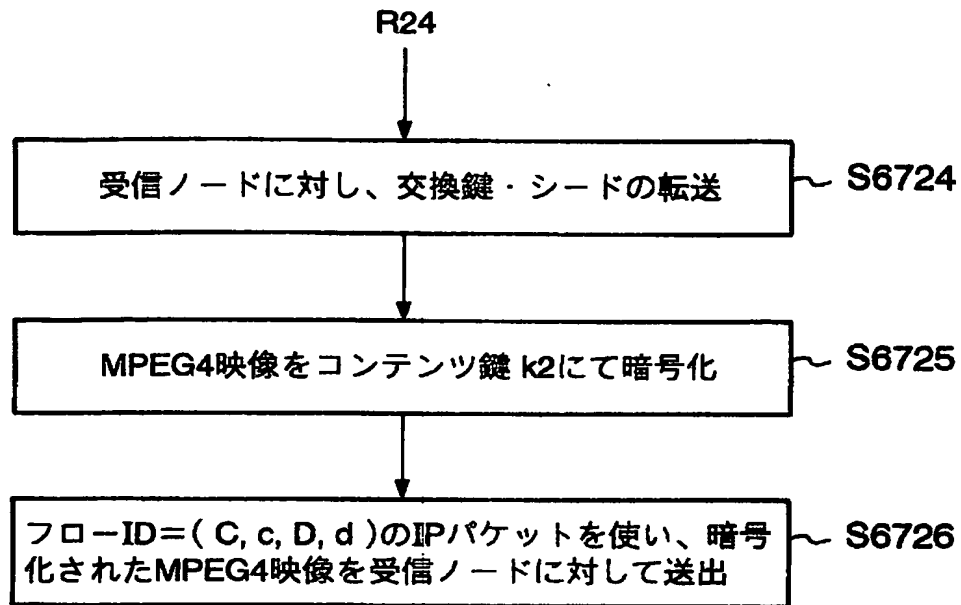 R24
受信ノードに対し、交換鍵・シードの転送
S6724
MPEG4映像をコンテンツ鍵 k2にて暗号化
S6725
フローID=( C, c, D, d )のIPパケットを使い、暗号
化されたMPEG4映像を受信ノードに対して送出
S6726